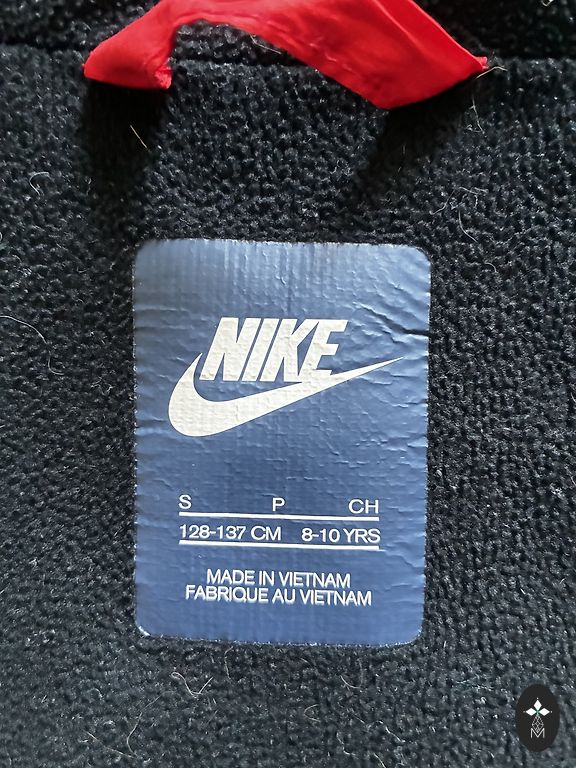 NIKE
S P CH
128-137 CM 8-10 YRS
MADE IN VIETNAM
FABRIQUE AU VIETNAM
M